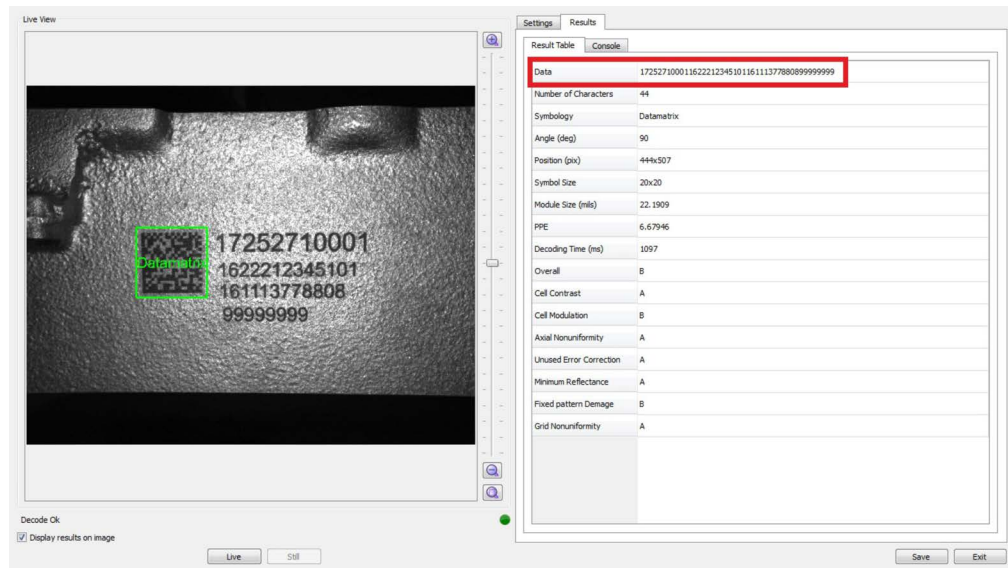 Live View
Datamatrix
17252710001
1622212345101
161113778808
99999999
Decode Ok
Display results on image
Live
Still
Settings
Results
Result Table
Console
Data 17252710001162221234510116111377880899999999
Number of Characters 44
Symbology Datamatrix
Angle (deg) 90
Position (pix) 444x507
Symbol Size 20x20
Module Size (mils) 22.1909
PPE 6.67946
Decoding Time (ms) 1097
Overall B
Cell Contrast A
Cell Modulation B
Axial Nonuniformity A
Unused Error Correction A
Minimum Reflectance A
Fixed pattern Demage B
Grid Nonuniformity A
Save
Exit